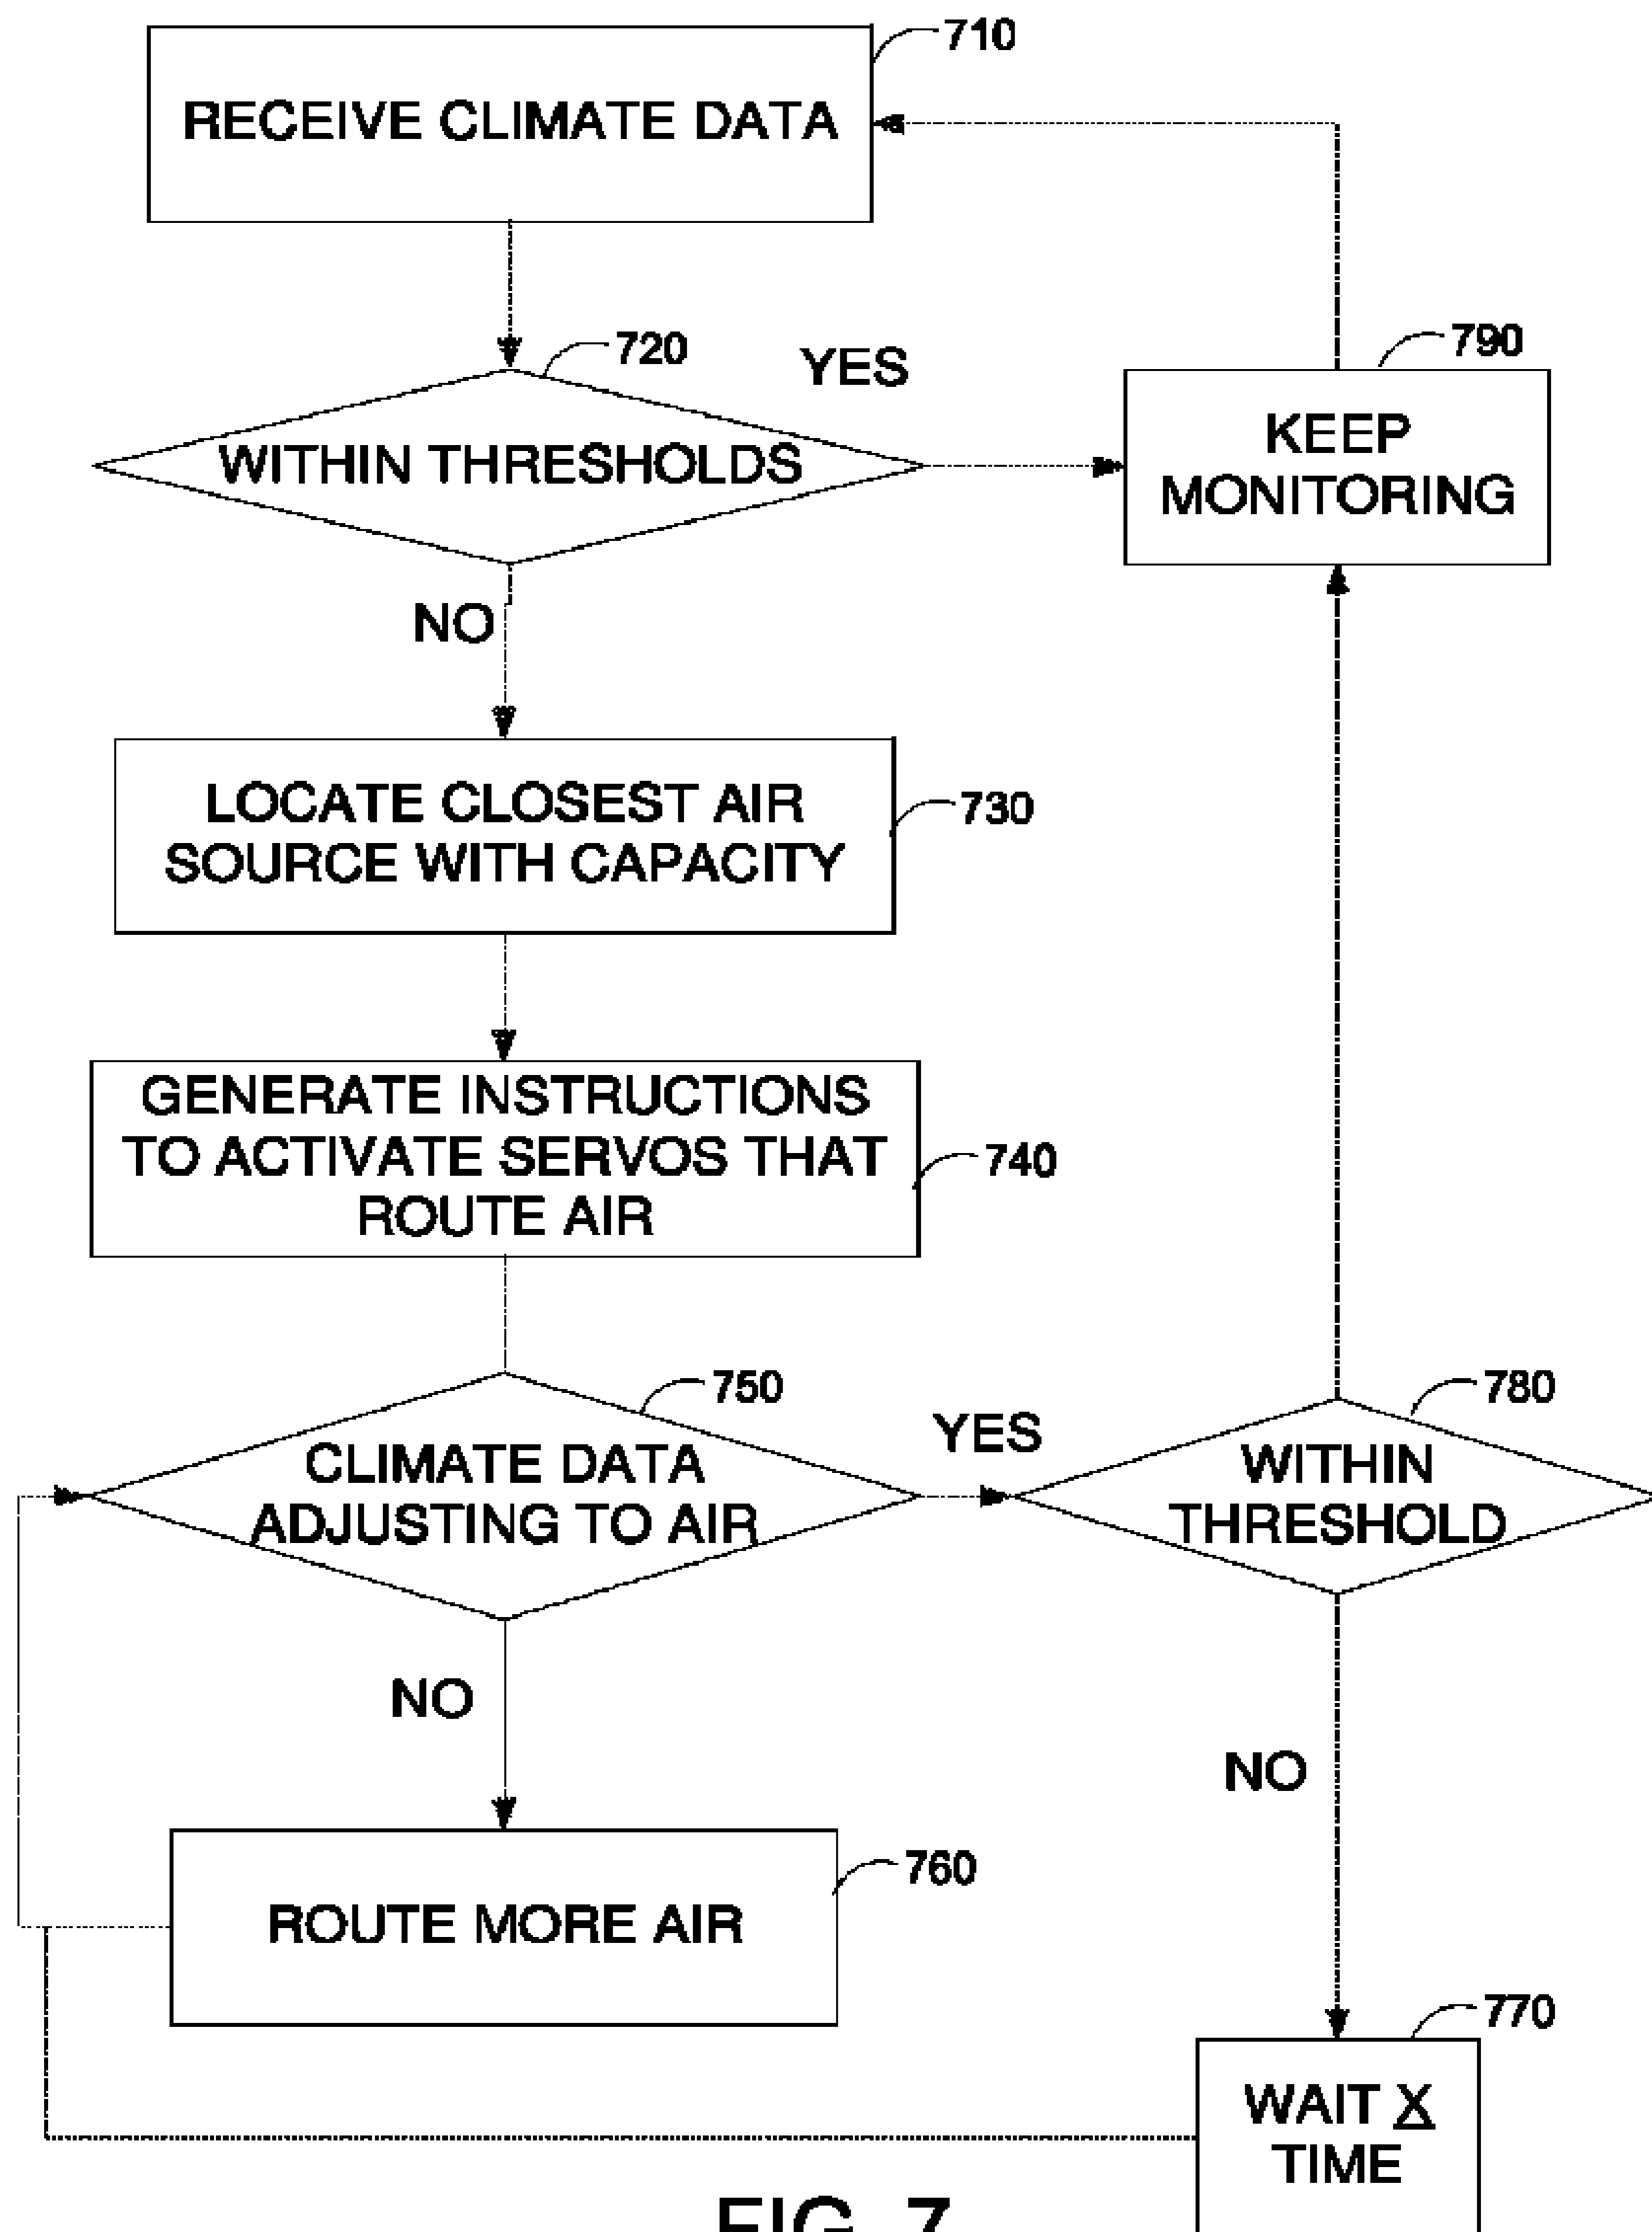 710
RECEIVE CLIMATE DATA
720
YES
790
WITHIN THRESHOLDS
KEEP
MONITORING
NO
LOCATE CLOSEST AIR
SOURCE WITH CAPACITY
730
GENERATE INSTRUCTIONS
TO ACTIVATE SERVOS THAT
ROUTE AIR
740
750
YES
780
CLIMATE DATA
ADJUSTING TO AIR
WITHIN
THRESHOLD
NO
NO
760
ROUTE MORE AIR
770
WAIT X
TIME
FIG. 7